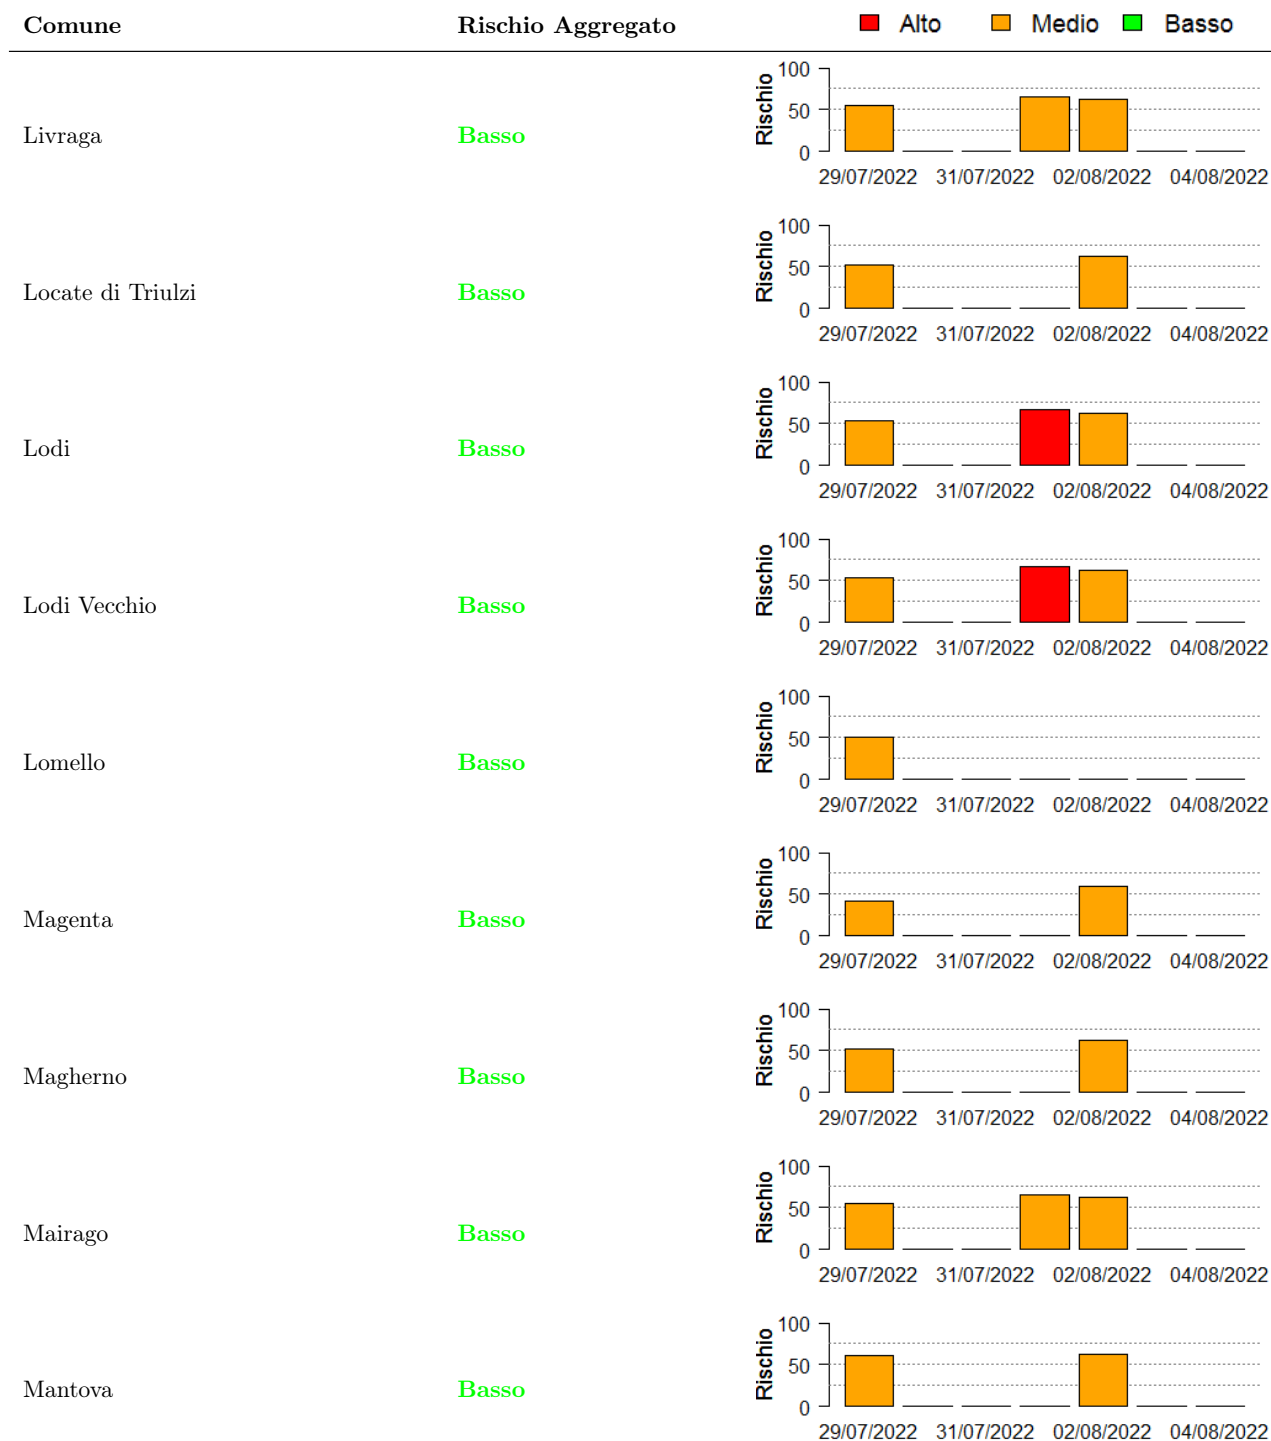 Comune Rischio Aggregato Alto Medio Basso
100
50
0
Rischio
Livraga Basso
29/07/2022 31/07/2022 02/08/2022 04/08/2022
100
50
0
Rischio
Locate di Triulzi Basso
29/07/2022 31/07/2022 02/08/2022 04/08/2022
100
50
0
Rischio
Lodi Basso
29/07/2022 31/07/2022 02/08/2022 04/08/2022
100
50
0
Rischio
Lodi Vecchio Basso
29/07/2022 31/07/2022 02/08/2022 04/08/2022
100
50
0
Rischio
Lomello Basso
29/07/2022 31/07/2022 02/08/2022 04/08/2022
100
50
0
Rischio
Magenta Basso
29/07/2022 31/07/2022 02/08/2022 04/08/2022
100
50
0
Rischio
Magherno Basso
29/07/2022 31/07/2022 02/08/2022 04/08/2022
100
50
0
Rischio
Mairago Basso
29/07/2022 31/07/2022 02/08/2022 04/08/2022
100
50
0
Rischio
Mantova Basso
29/07/2022 31/07/2022 02/08/2022 04/08/2022